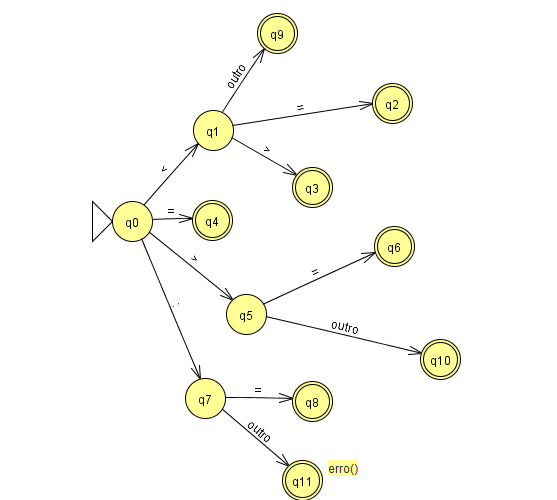 q9
outro
q2
=
q1
>
<
q3
q0
=
q4
q6
>
=
:
q5
outro
q10
q7
=
q8
outro
erro()
q11